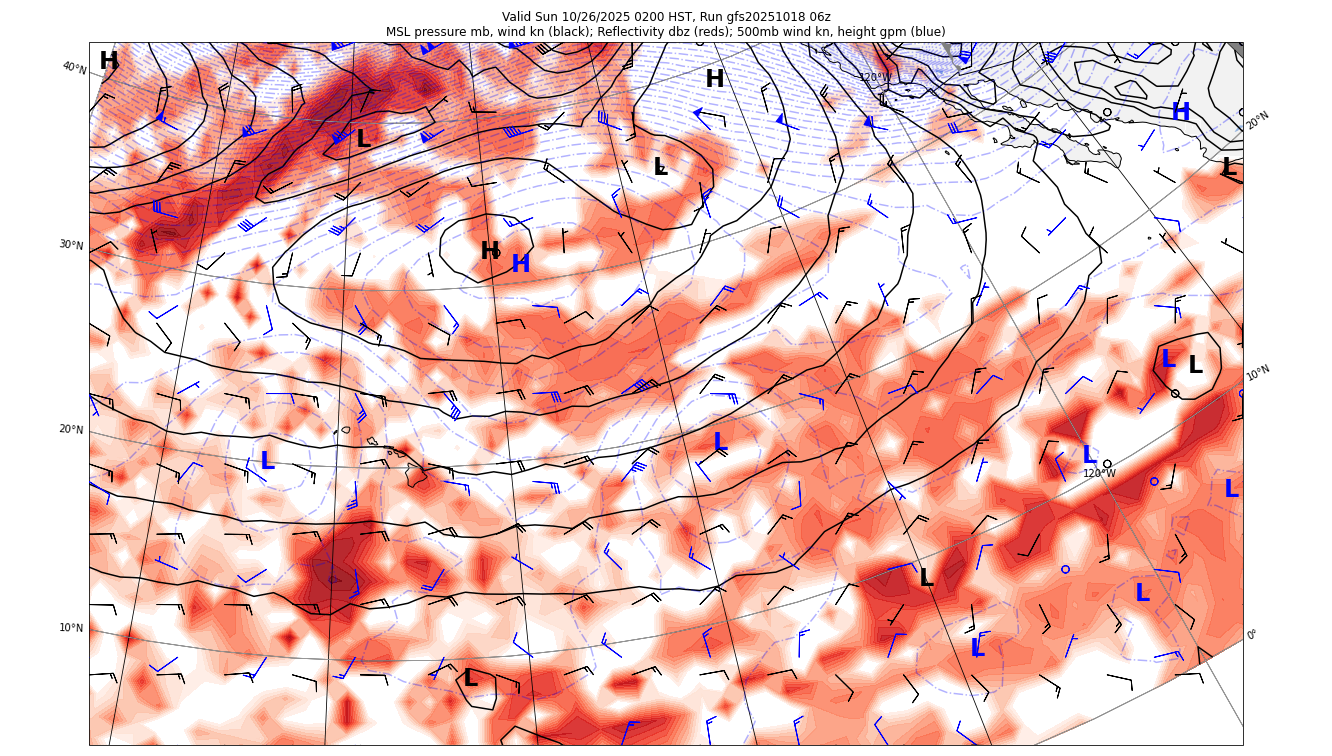 Valid Sun 10/26/2025 0200 HST, Run gfs20251018 06z
MSL pressure mb, wind kn (black); Reflectivity dbz (reds); 500mb wind kn, height gpm (blue)
H
40°N
H
120°W
H
20°N
L
L
L
30°N
H
H
L
L
10°N
20°N
L
L
L
120°W
L
L
L
10°N
0°
L
L